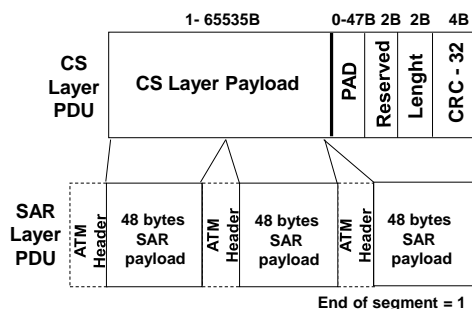 1- 65535B
0-47B 2B 2B 4B
CS
Layer
PDU
CS Layer Payload
PAD
Reserved
Lenght
CRC - 32
SAR
Layer
PDU
ATM
Header
48 bytes
SAR
payload
ATM
Header
48 bytes
SAR
payload
ATM
Header
48 bytes
SAR
payload
End of segment = 1